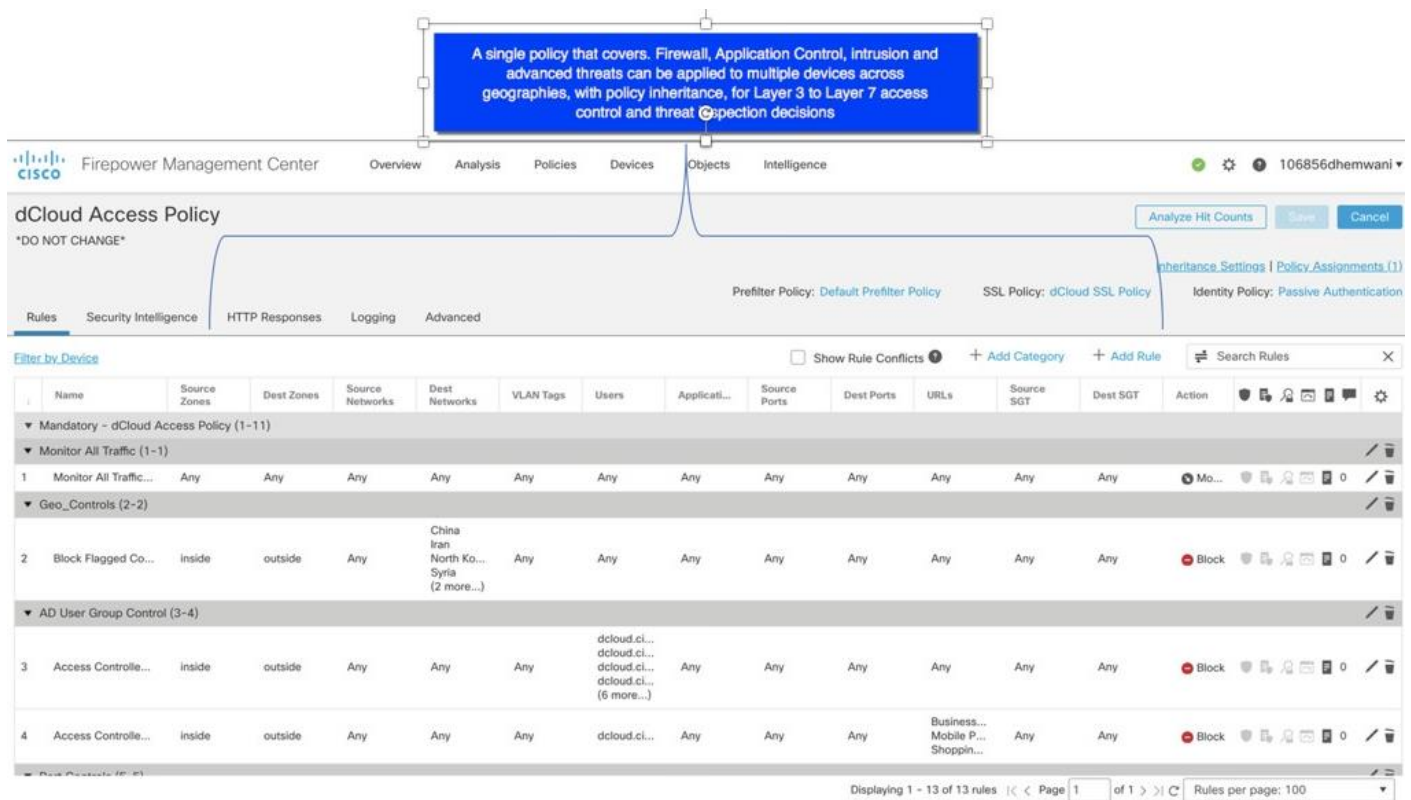 A single policy that covers. Firewall, Application Control, intrusion and
advanced threats can be applied to multiple devices across
geographies, with policy inheritance, for Layer 3 to Layer 7 access
control and threat inspection decisions
CISCO Firepower Management Center Overview Analysis Policies Devices Objects Intelligence 106856dhemwani
dCloud Access Policy Analyze Hit Counts Save Cancel
*DO NOT CHANGE*
Inheritance Settings | Policy Assignments (1)
Prefilter Policy: Default Prefilter Policy SSL Policy: dCloud SSL Policy Identity Policy: Passive Authentication
Rules Security Intelligence HTTP Responses Logging Advanced
Filter by Device Show Rule Conflicts ? + Add Category + Add Rule Search Rules X
Name Source Zones Dest Zones Source Networks Dest Networks VLAN Tags Users Applicati... Source Ports Dest Ports URLs Source SGT Dest SGT Action
Mandatory - dCloud Access Policy (1-11)
Monitor All Traffic (1-1)
1 Monitor All Traffic... Any Any Any Any Any Any Any Any Any Any Any Any Mo... 0
Geo_Controls (2-2)
2 Block Flagged Co... inside outside Any China Iran North Ko... Syria (2 more...) Any Any Any Any Any Any Any Any Block 0
AD User Group Control (3-4)
3 Access Controlle... inside outside Any Any Any dcloud.ci... dcloud.ci... dcloud.ci... dcloud.ci... (6 more...) Any Any Any Any Any Any Block 0
4 Access Controlle... inside outside Any Any Any dcloud.ci... Any Any Any Business... Mobile P... Shoppin... Any Any Block 0
Displaying 1 - 13 of 13 rules |< < Page 1 of 1 > >| Rules per page: 100